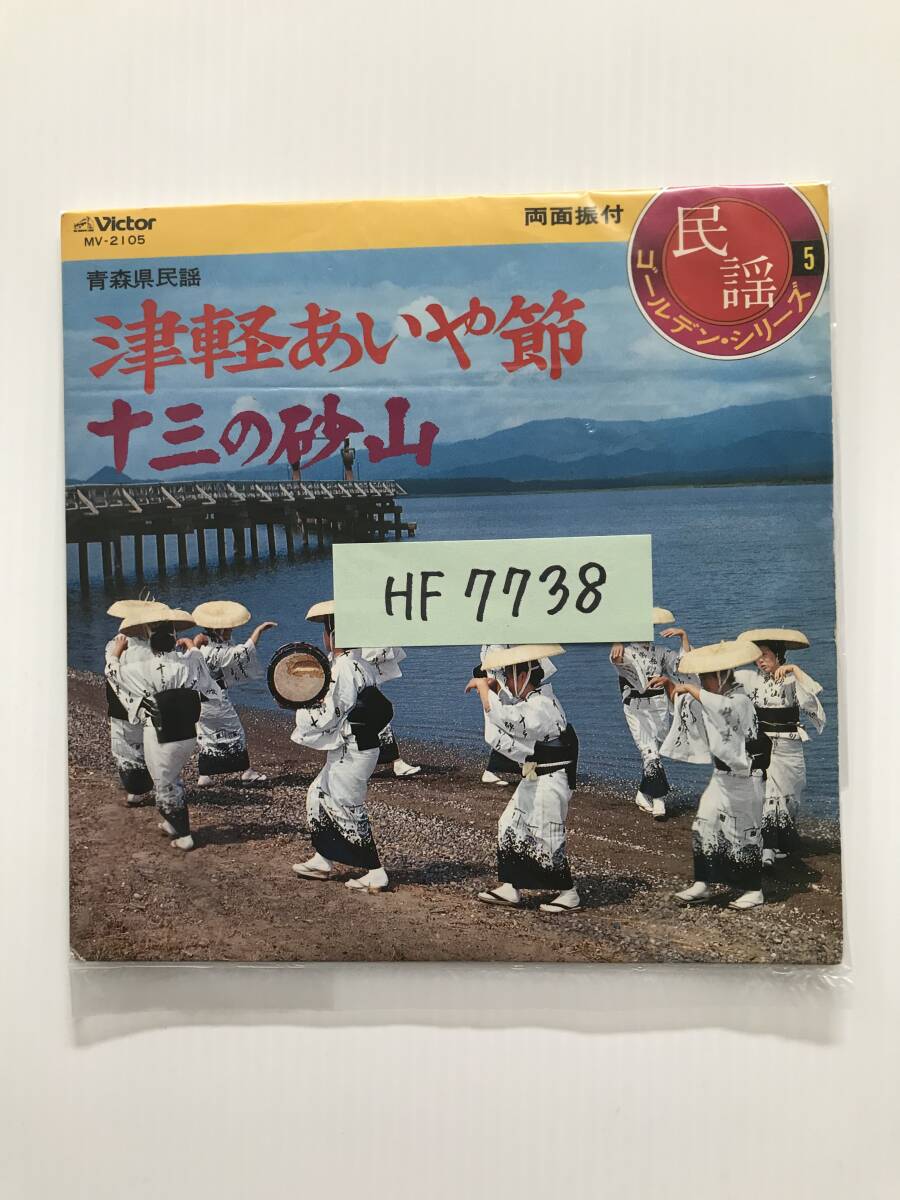 Victor
MV-2105
両面振付
民謡
ゴールデン・シリーズ
5
青森県民謡
津軽あいや節
十三の砂山
HF 7738